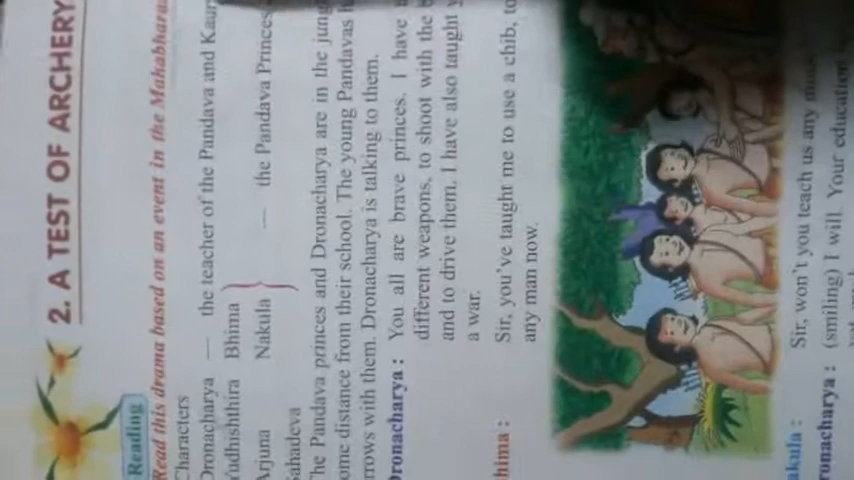 2. A TEST OF ARCHERY
Reading
Read this drama based on an event in the
Characters
Dronacharya — the teacher of the Pandava and
Yudhishthira Bhima
Arjuna Nakula — the Pandava Princes
Sahadeva
The Pandava princes and Dronacharya are in the
some distance from their school. The young Pandavas
arrows with them. Dronacharya is talking to them.
Dronacharya : You all are brave princes. I have
different weapons, to shoot with the
and to drive them. I have also taught
a war.
Bhima : Sir, you've taught me to use a chib, to
any man now.
Nakula : Sir, won't you teach us any
Dronacharya : (smiling) I will. Your education